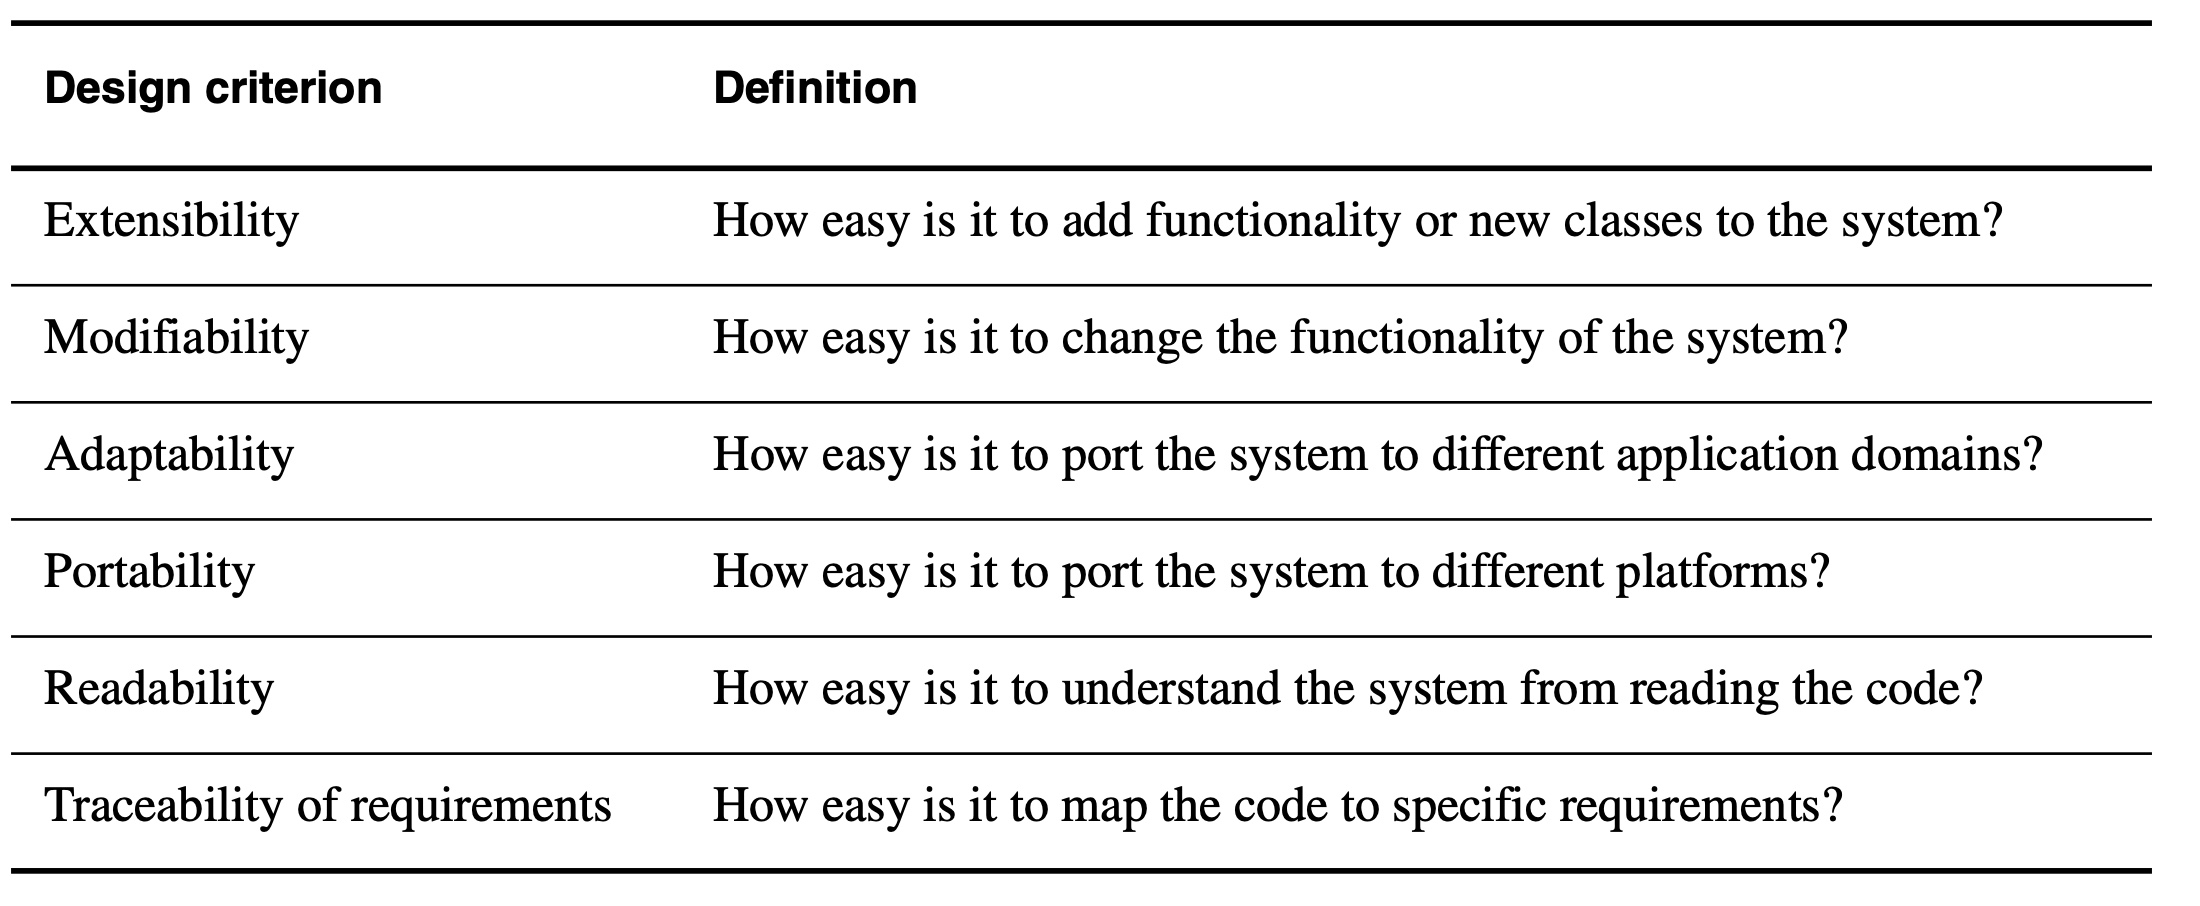 Design criterion Definition
Extensibility How easy is it to add functionality or new classes to the system?
Modifiability How easy is it to change the functionality of the system?
Adaptability How easy is it to port the system to different application domains?
Portability How easy is it to port the system to different platforms?
Readability How easy is it to understand the system from reading the code?
Traceability of requirements How easy is it to map the code to specific requirements?